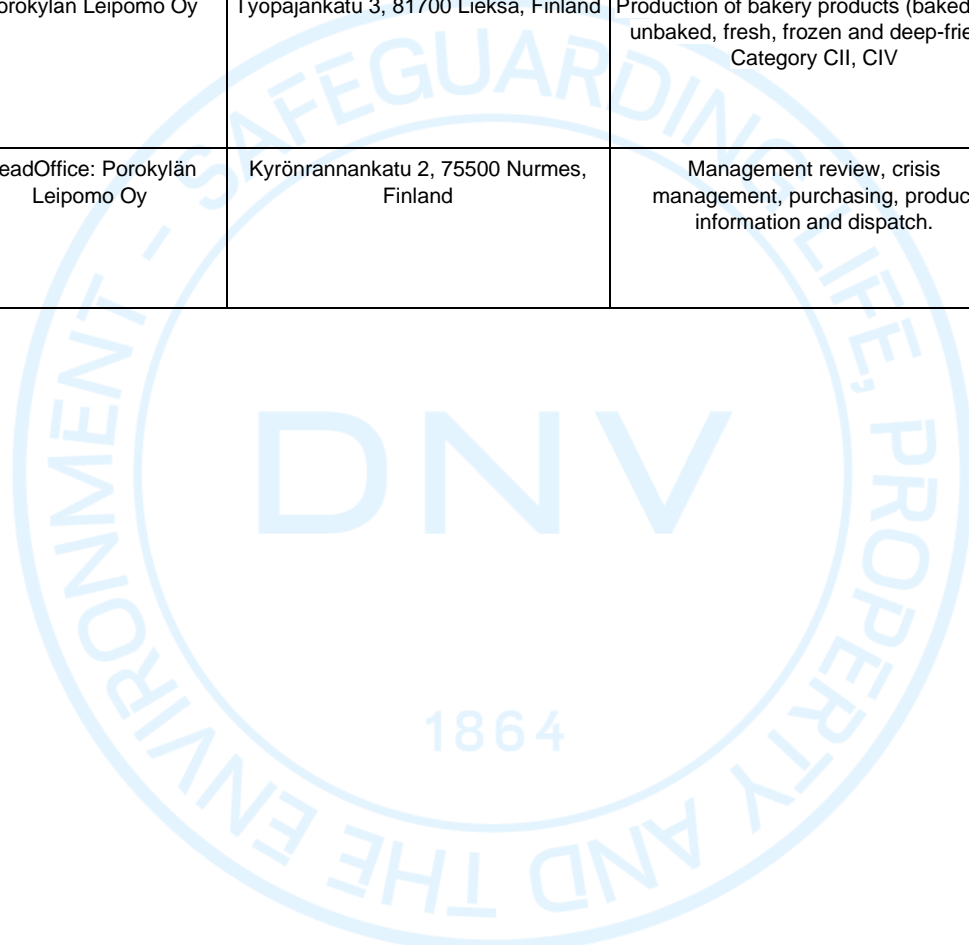 orokylän Leipomo Oy
Työpajankatu 3, 81700 Lieksa, Finland
Production of bakery products (baked
unbaked, fresh, frozen and deep-frie
Category CII, CIV
eadOffice: Porokylän
Leipomo Oy
Kyrönrannankatu 2, 75500 Nurmes,
Finland
Management review, crisis
management, purchasing, produc
information and dispatch.
SAFEGUARDING LIFE, PROPERTY AND THE ENVIRONMENT -
DNV
1864